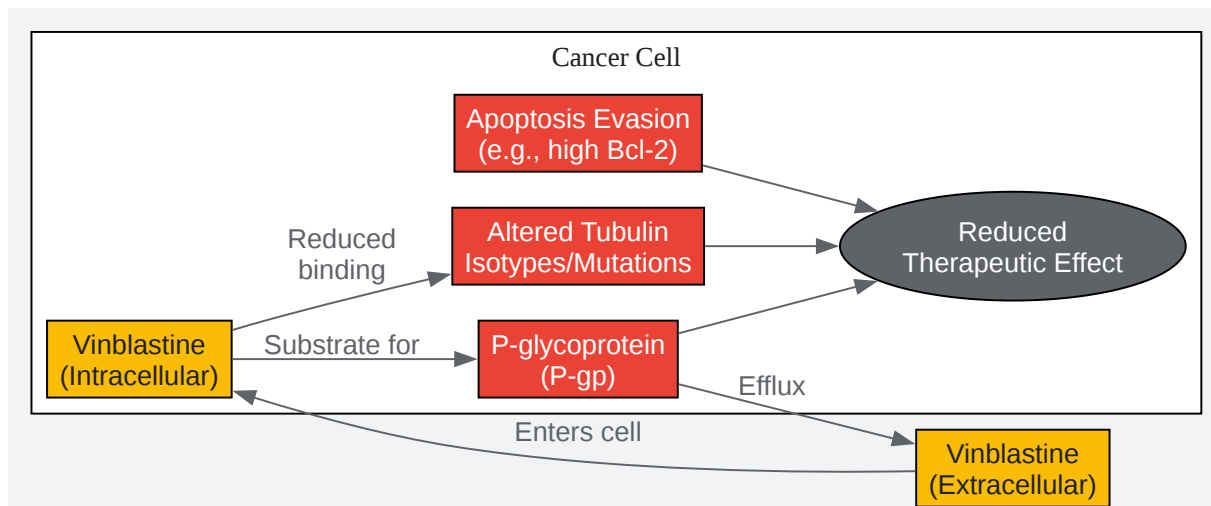 Cancer Cell
Apoptosis Evasion
(e.g., high Bcl-2)
Reduced
binding
Altered Tubulin
Isotypes/Mutations
Reduced
Therapeutic Effect
Vinblastine
(Intracellular)
Substrate for
P-glycoprotein
(P-gp)
Efflux
Enters cell
Vinblastine
(Extracellular)